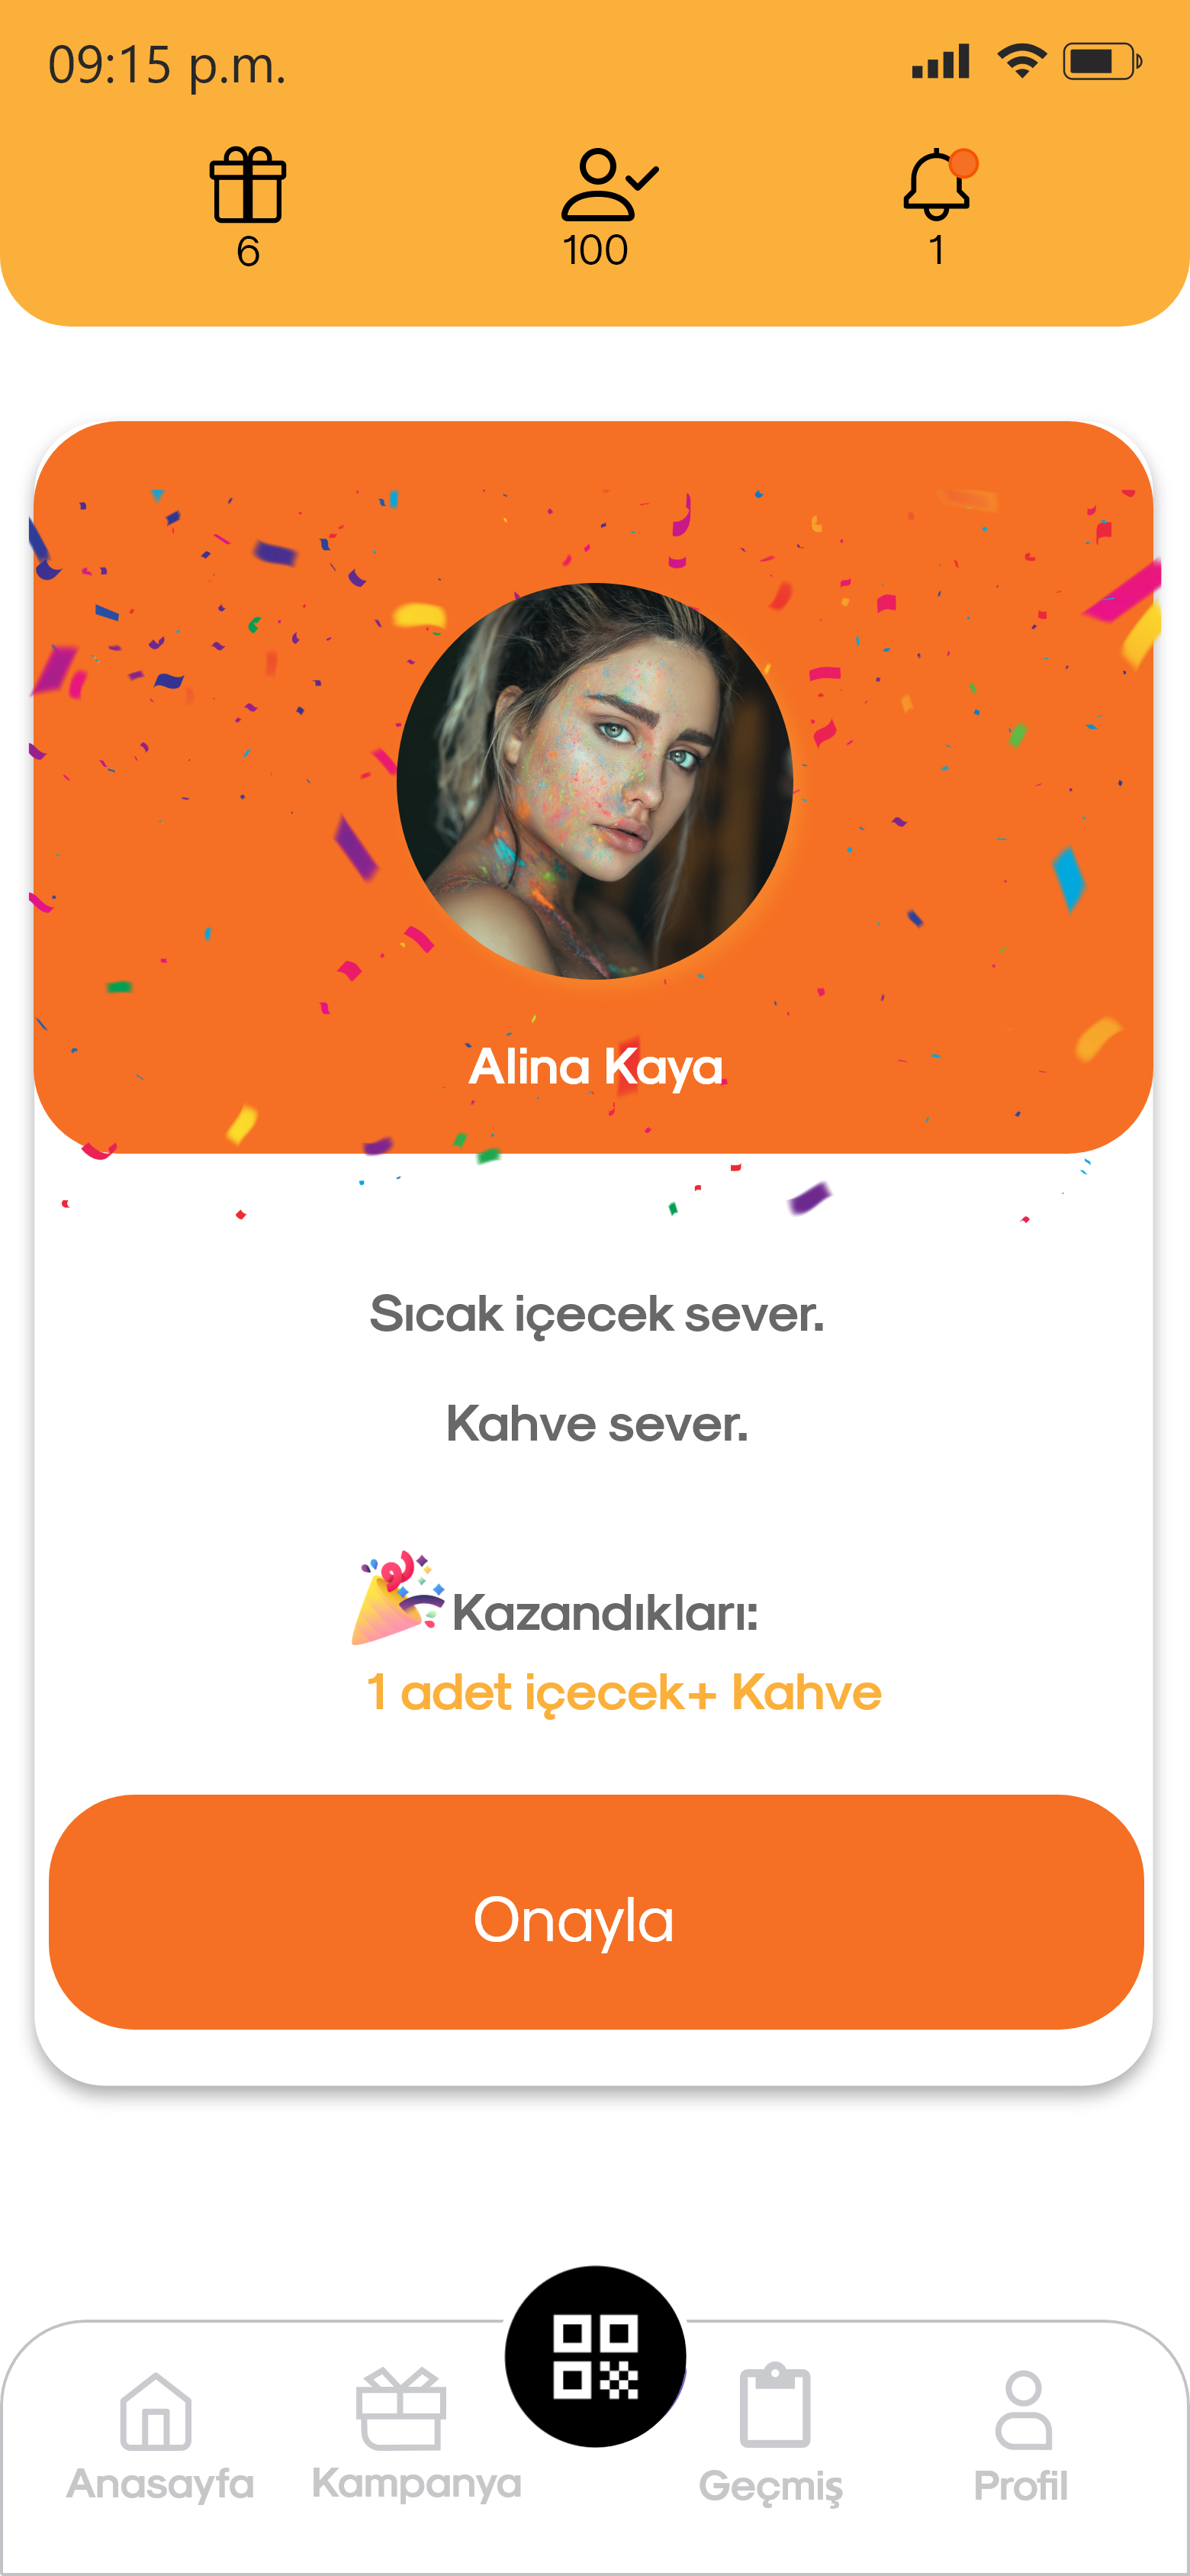 09:15 p.m.
6
100
1
Alina Kaya
Sıcak içecek sever.
Kahve sever.
Kazandıkları:
1 adet içecek+ Kahve
Onayla
Anasayfa
Kampanya
Geçmiş
Profil